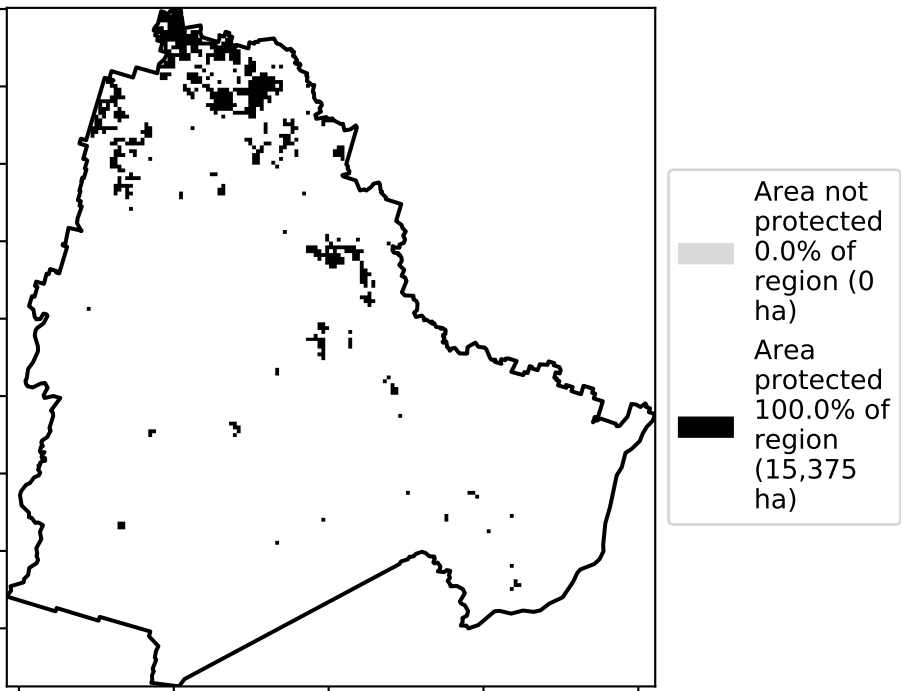 Area not
protected
0.0% of
region (0
ha)
Area
protected
100.0% of
region
(15,375
ha)